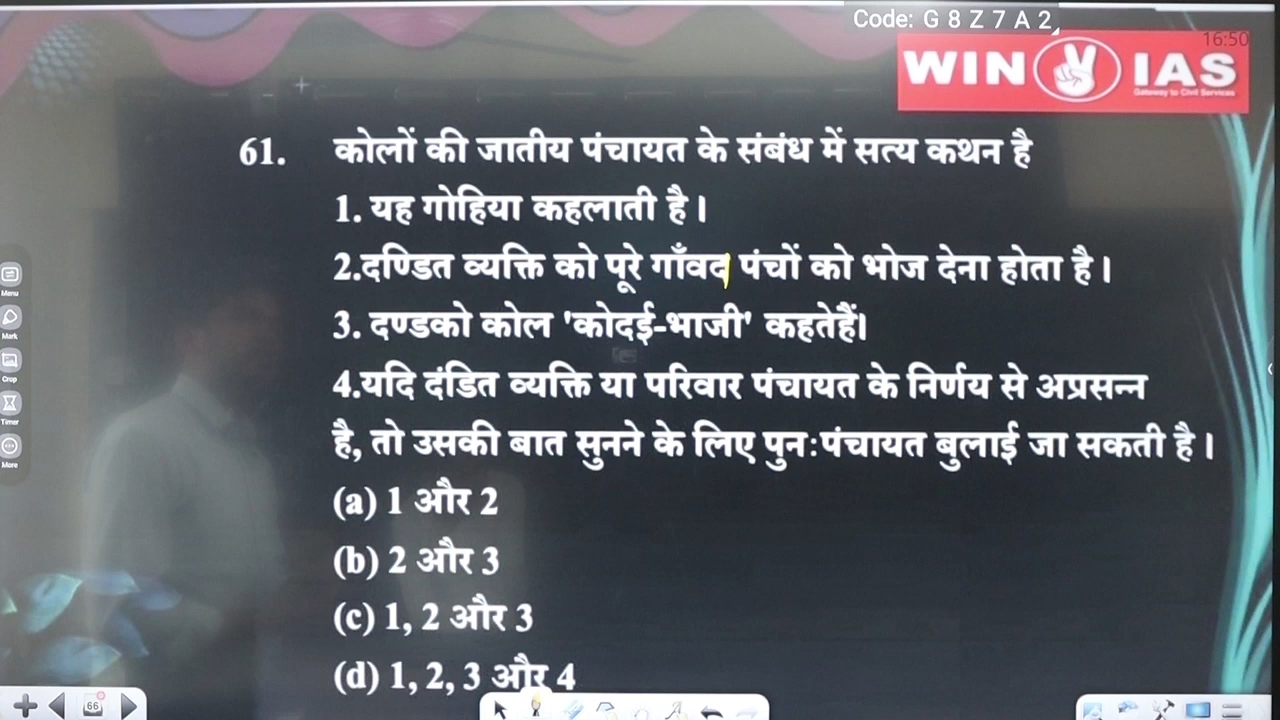 Code: G 8 Z 7 A 2
16:50
WIN IAS
Gateway to Civil Services
61. कोलों की जातीय पंचायत के संबंध में सत्य कथन है
1. यह गोहिया कहलाती है।
2.दण्डित व्यक्ति को पूरे गाँवद पंचों को भोज देना होता है।
3. दण्डको कोल 'कोदई-भाजी' कहतेहैं।
4.यदि दंडित व्यक्ति या परिवार पंचायत के निर्णय से अप्रसन्न
है, तो उसकी बात सुनने के लिए पुन:पंचायत बुलाई जा सकती है।
(a) 1 और 2
(b) 2 और 3
(c) 1, 2 और 3
(d) 1, 2, 3 और 4
Menu
Mark
Crop
Timer
More
66